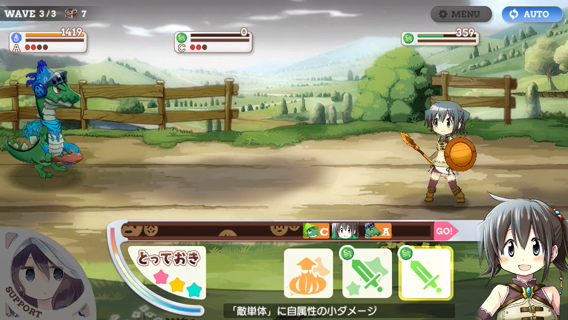 WAVE 3/3 7
MENU
AUTO
1419
A
0
C
359
C A GO!
とっておき
SUPPORT
「敵単体」に自属性の小ダメージ